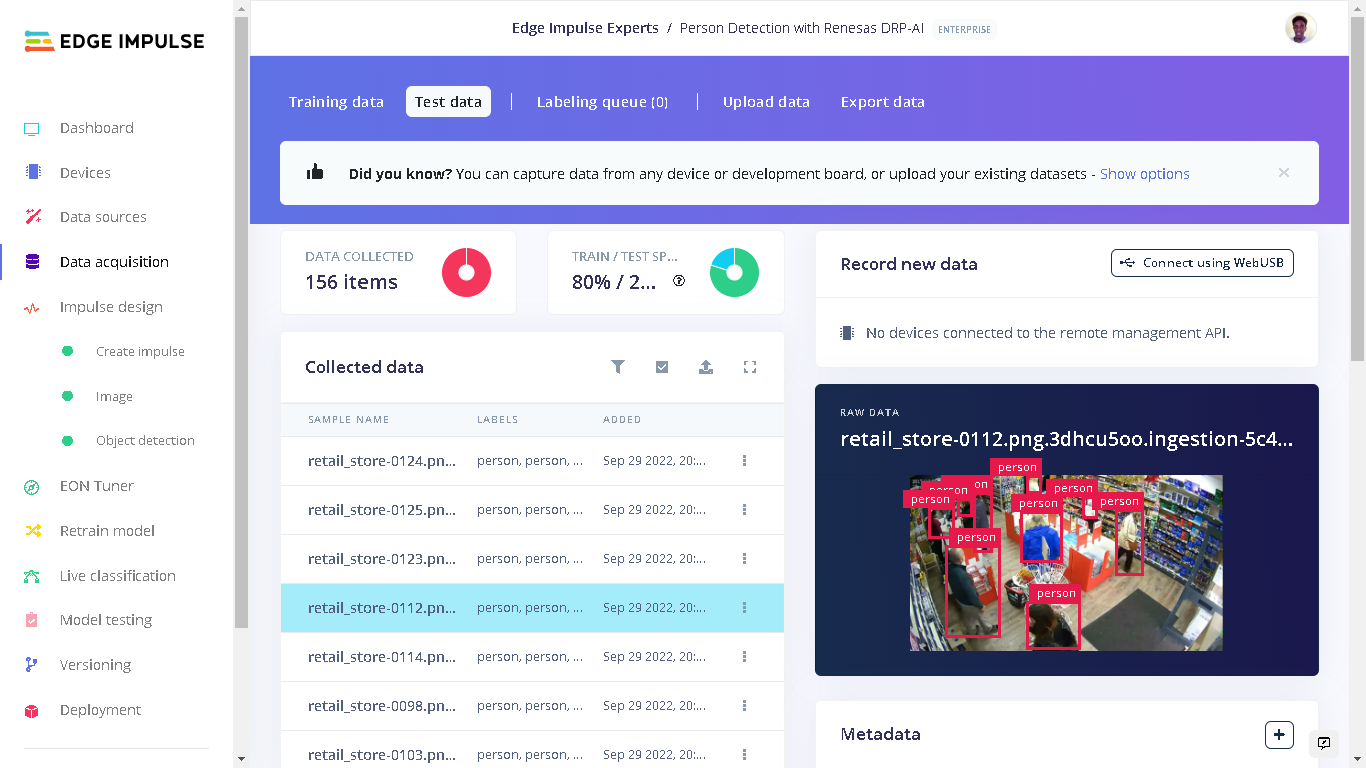 EDGE IMPULSE
Edge Impulse Experts / Person Detection with Renesas DRP-AI ENTERPRISE
Dashboard
Devices
Data sources
Data acquisition
Impulse design
Create impulse
Image
Object detection
EON Tuner
Retrain model
Live classification
Model testing
Versioning
Deployment
Training data Test data Labeling queue (0) Upload data Export data
Did you know? You can capture data from any device or development board, or upload your existing datasets - Show options
DATA COLLECTED
156 items
TRAIN / TEST SP...
80% / 2...
Collected data
SAMPLE NAME LABELS ADDED
retail_store-0124.pn... person, person, ... Sep 29 2022, 20:...
retail_store-0125.pn... person, person, ... Sep 29 2022, 20:...
retail_store-0123.pn... person, person, ... Sep 29 2022, 20:...
retail_store-0112.pn... person, person, ... Sep 29 2022, 20:...
retail_store-0114.pn... person, person, ... Sep 29 2022, 20:...
retail_store-0098.pn... person, person, ... Sep 29 2022, 20:...
retail_store-0103.pn... person, person, ... Sep 29 2022, 20:...
Record new data
Connect using WebUSB
No devices connected to the remote management API.
RAW DATA
retail_store-0112.png.3dhcu5oo.ingestion-5c4...
person
on
person
person
person
person
person
person
person
person
Metadata